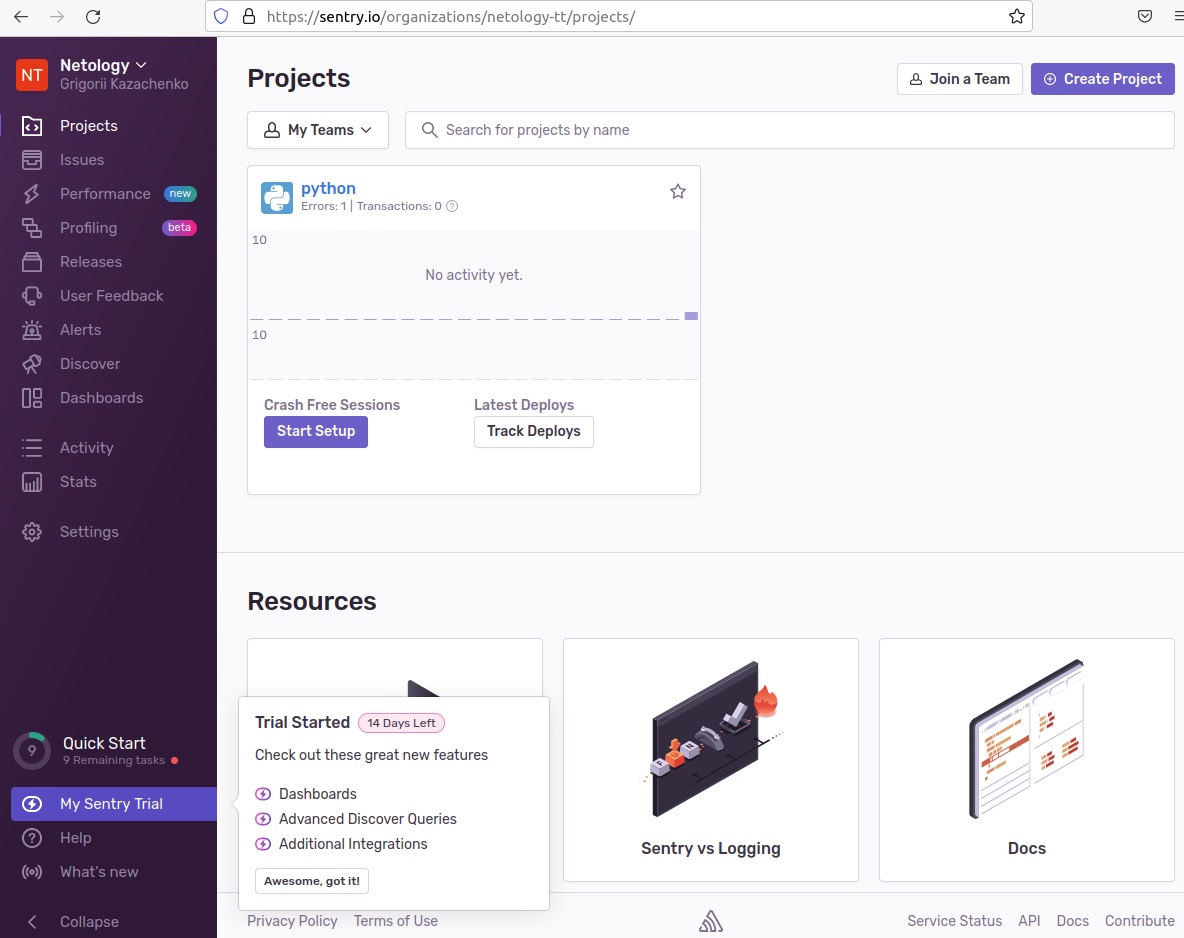 https://sentry.io/organizations/netology-tt/projects/
NT
Netology
Grigorii Kazachenko
Projects
Issues
Performance new
Profiling beta
Releases
User Feedback
Alerts
Discover
Dashboards
Activity
Stats
Settings
9
Quick Start
9 Remaining tasks
My Sentry Trial
Help
What's new
Collapse
Projects
Join a Team
Create Project
My Teams
Search for projects by name
python
Errors: 1 | Transactions: 0
10
No activity yet.
10
Crash Free Sessions
Start Setup
Latest Deploys
Track Deploys
Resources
Trial Started 14 Days Left
Check out these great new features
Dashboards
Advanced Discover Queries
Additional Integrations
Awesome, got it!
Sentry vs Logging
Docs
Privacy Policy Terms of Use
Service Status API Docs Contribute